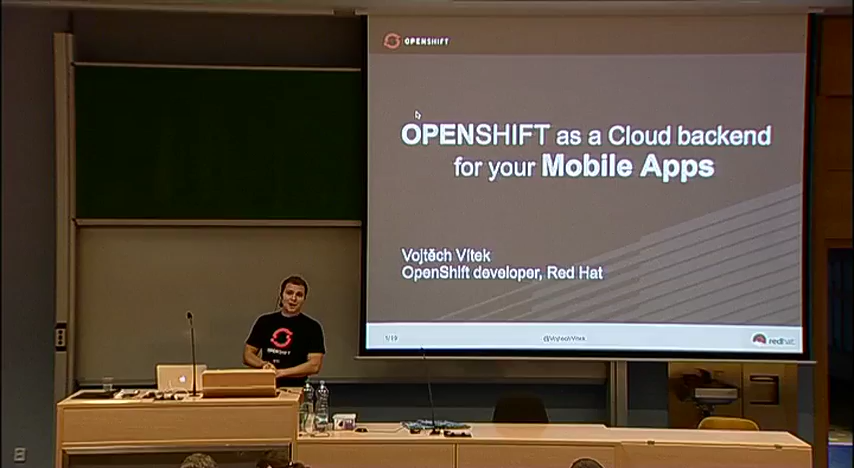 OPENSHIFT
OPENSHIFT as a Cloud backend
for your Mobile Apps
Vojtěch Vítek
OpenShift developer, Red Hat
1/19
@VojtechVitek
redhat
OPENSHIFT